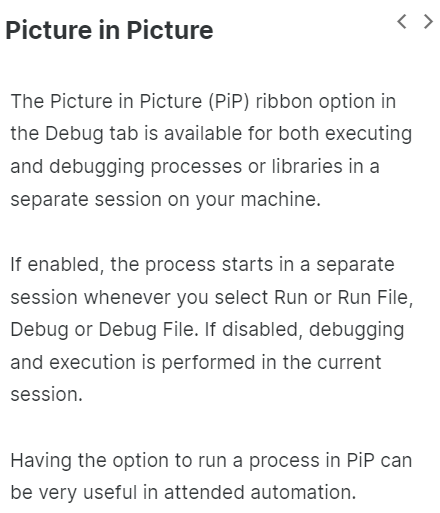 Picture in Picture
The Picture in Picture (PiP) ribbon option in
the Debug tab is available for both executing
and debugging processes or libraries in a
separate session on your machine.
If enabled, the process starts in a separate
session whenever you select Run or Run File,
Debug or Debug File. If disabled, debugging
and execution is performed in the current
session.
Having the option to run a process in PiP can
be very useful in attended automation.